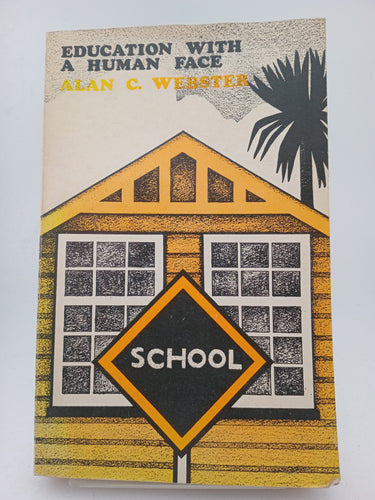 EDUCATION WITH
A HUMAN FACE
ALAN C. WEBSTER
SCHOOL